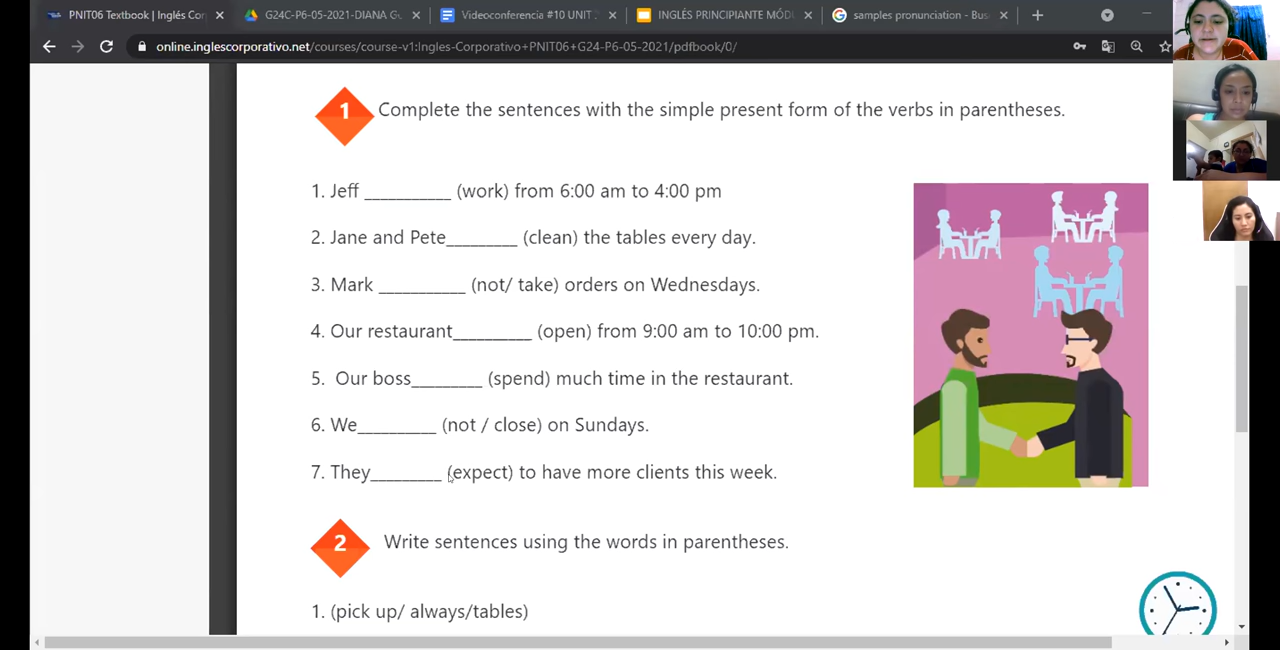 PNIT06 Textbook | Inglés Cor
G24C-P6-05-2021-DIANA G
Videoconferencia #10 UNIT
INGLÉS PRINCIPIANTE MÓDU
samples pronunciation - Bus
online.inglescorporativo.net/courses/course-v1:Ingles-Corporativo+PNIT06+G24-P6-05-2021/pdfbook/0/
1 Complete the sentences with the simple present form of the verbs in parentheses.
1. Jeff __________ (work) from 6:00 am to 4:00 pm
2. Jane and Pete________ (clean) the tables every day.
3. Mark __________ (not/ take) orders on Wednesdays.
4. Our restaurant_________ (open) from 9:00 am to 10:00 pm.
5. Our boss________ (spend) much time in the restaurant.
6. We_________ (not / close) on Sundays.
7. They________ (expect) to have more clients this week.
2 Write sentences using the words in parentheses.
1. (pick up/ always/tables)